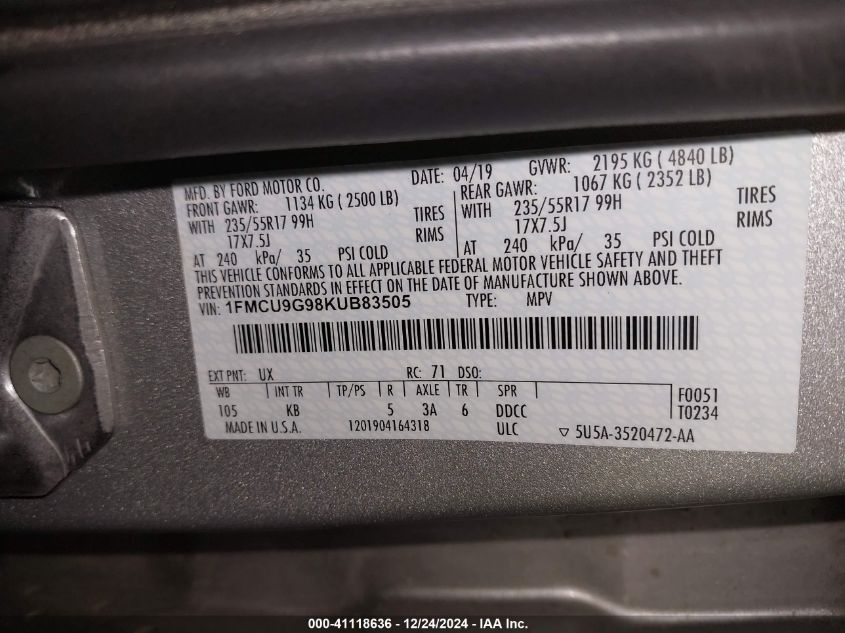 MFD. BY FORD MOTOR CO. DATE: 04/19 GVWR: 2195 KG ( 4840 LB)
FRONT GAWR: 1134 KG ( 2500 LB) REAR GAWR: 1067 KG ( 2352 LB)
WITH 235/55R17 99H TIRES WITH 235/55R17 99H TIRES
17X7.5J RIMS 17X7.5J RIMS
AT 240 kPa/ 35 PSI COLD AT 240 kPa/ 35 PSI COLD
THIS VEHICLE CONFORMS TO ALL APPLICABLE FEDERAL MOTOR VEHICLE SAFETY AND THEFT
PREVENTION STANDARDS IN EFFECT ON THE DATE OF MANUFACTURE SHOWN ABOVE.
VIN: 1FMCU9G98KUB83505 TYPE: MPV
EXT PNT: UX RC: 71 DSO:
WB INT TR TP/PS R AXLE TR SPR F0051
105 KB 5 3A 6 DDCC T0234
MADE IN U.S.A. 1201904164318 ULC ▽ 5U5A-3520472-AA
000-41118636 - 12/24/2024 - IAA Inc.